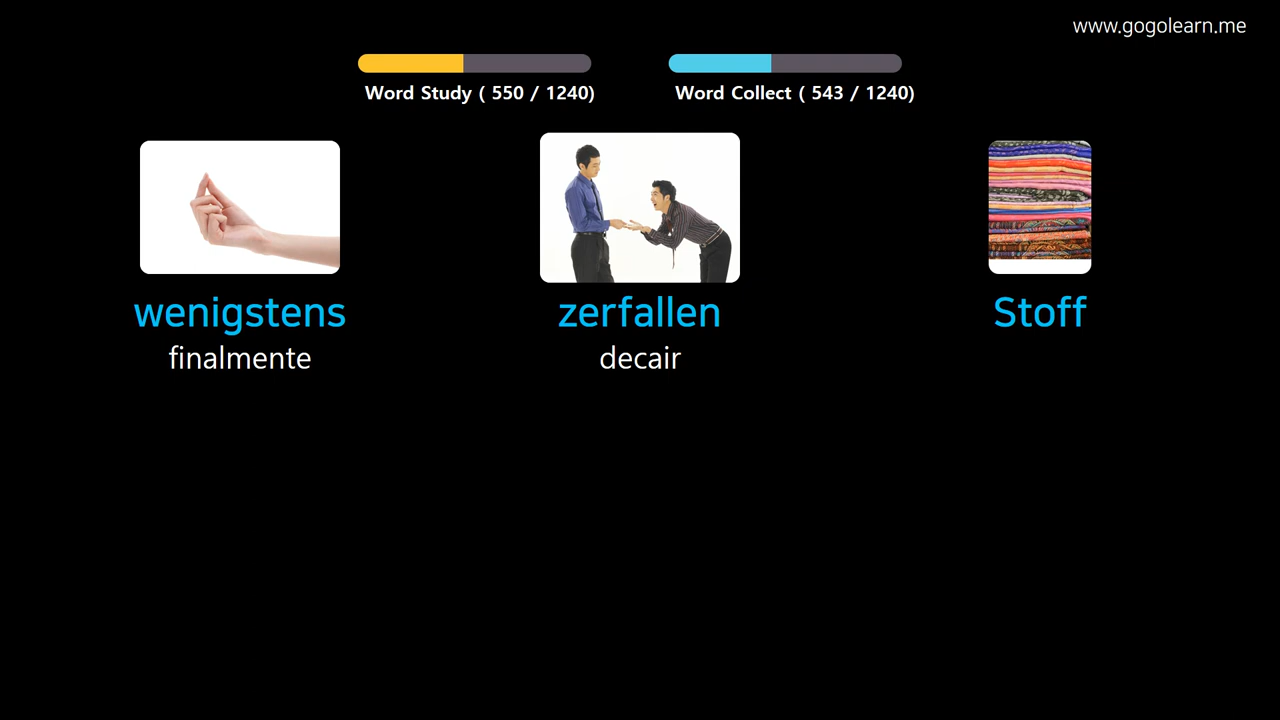 www.gogolearn.me
Word Study ( 550 / 1240)
Word Collect ( 543 / 1240)
wenigstens
zerfallen
Stoff
finalmente
decair